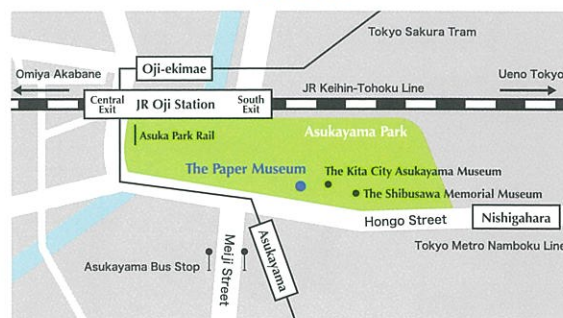 Tokyo Sakura Tram
Omiya Akabane
Oji-ekimae
Ueno Tokyo
Central
Exit
JR Oji Station
South
Exit
JR Keihin-Tohoku Line
Asuka Park Rail
Asukayama Park
The Paper Museum
The Kita City Asukayama Museum
The Shibusawa Memorial Museum
Hongo Street
Nishigahara
Tokyo Metro Namboku Line
Asukayama Bus Stop
Meiji Street
Asukayama